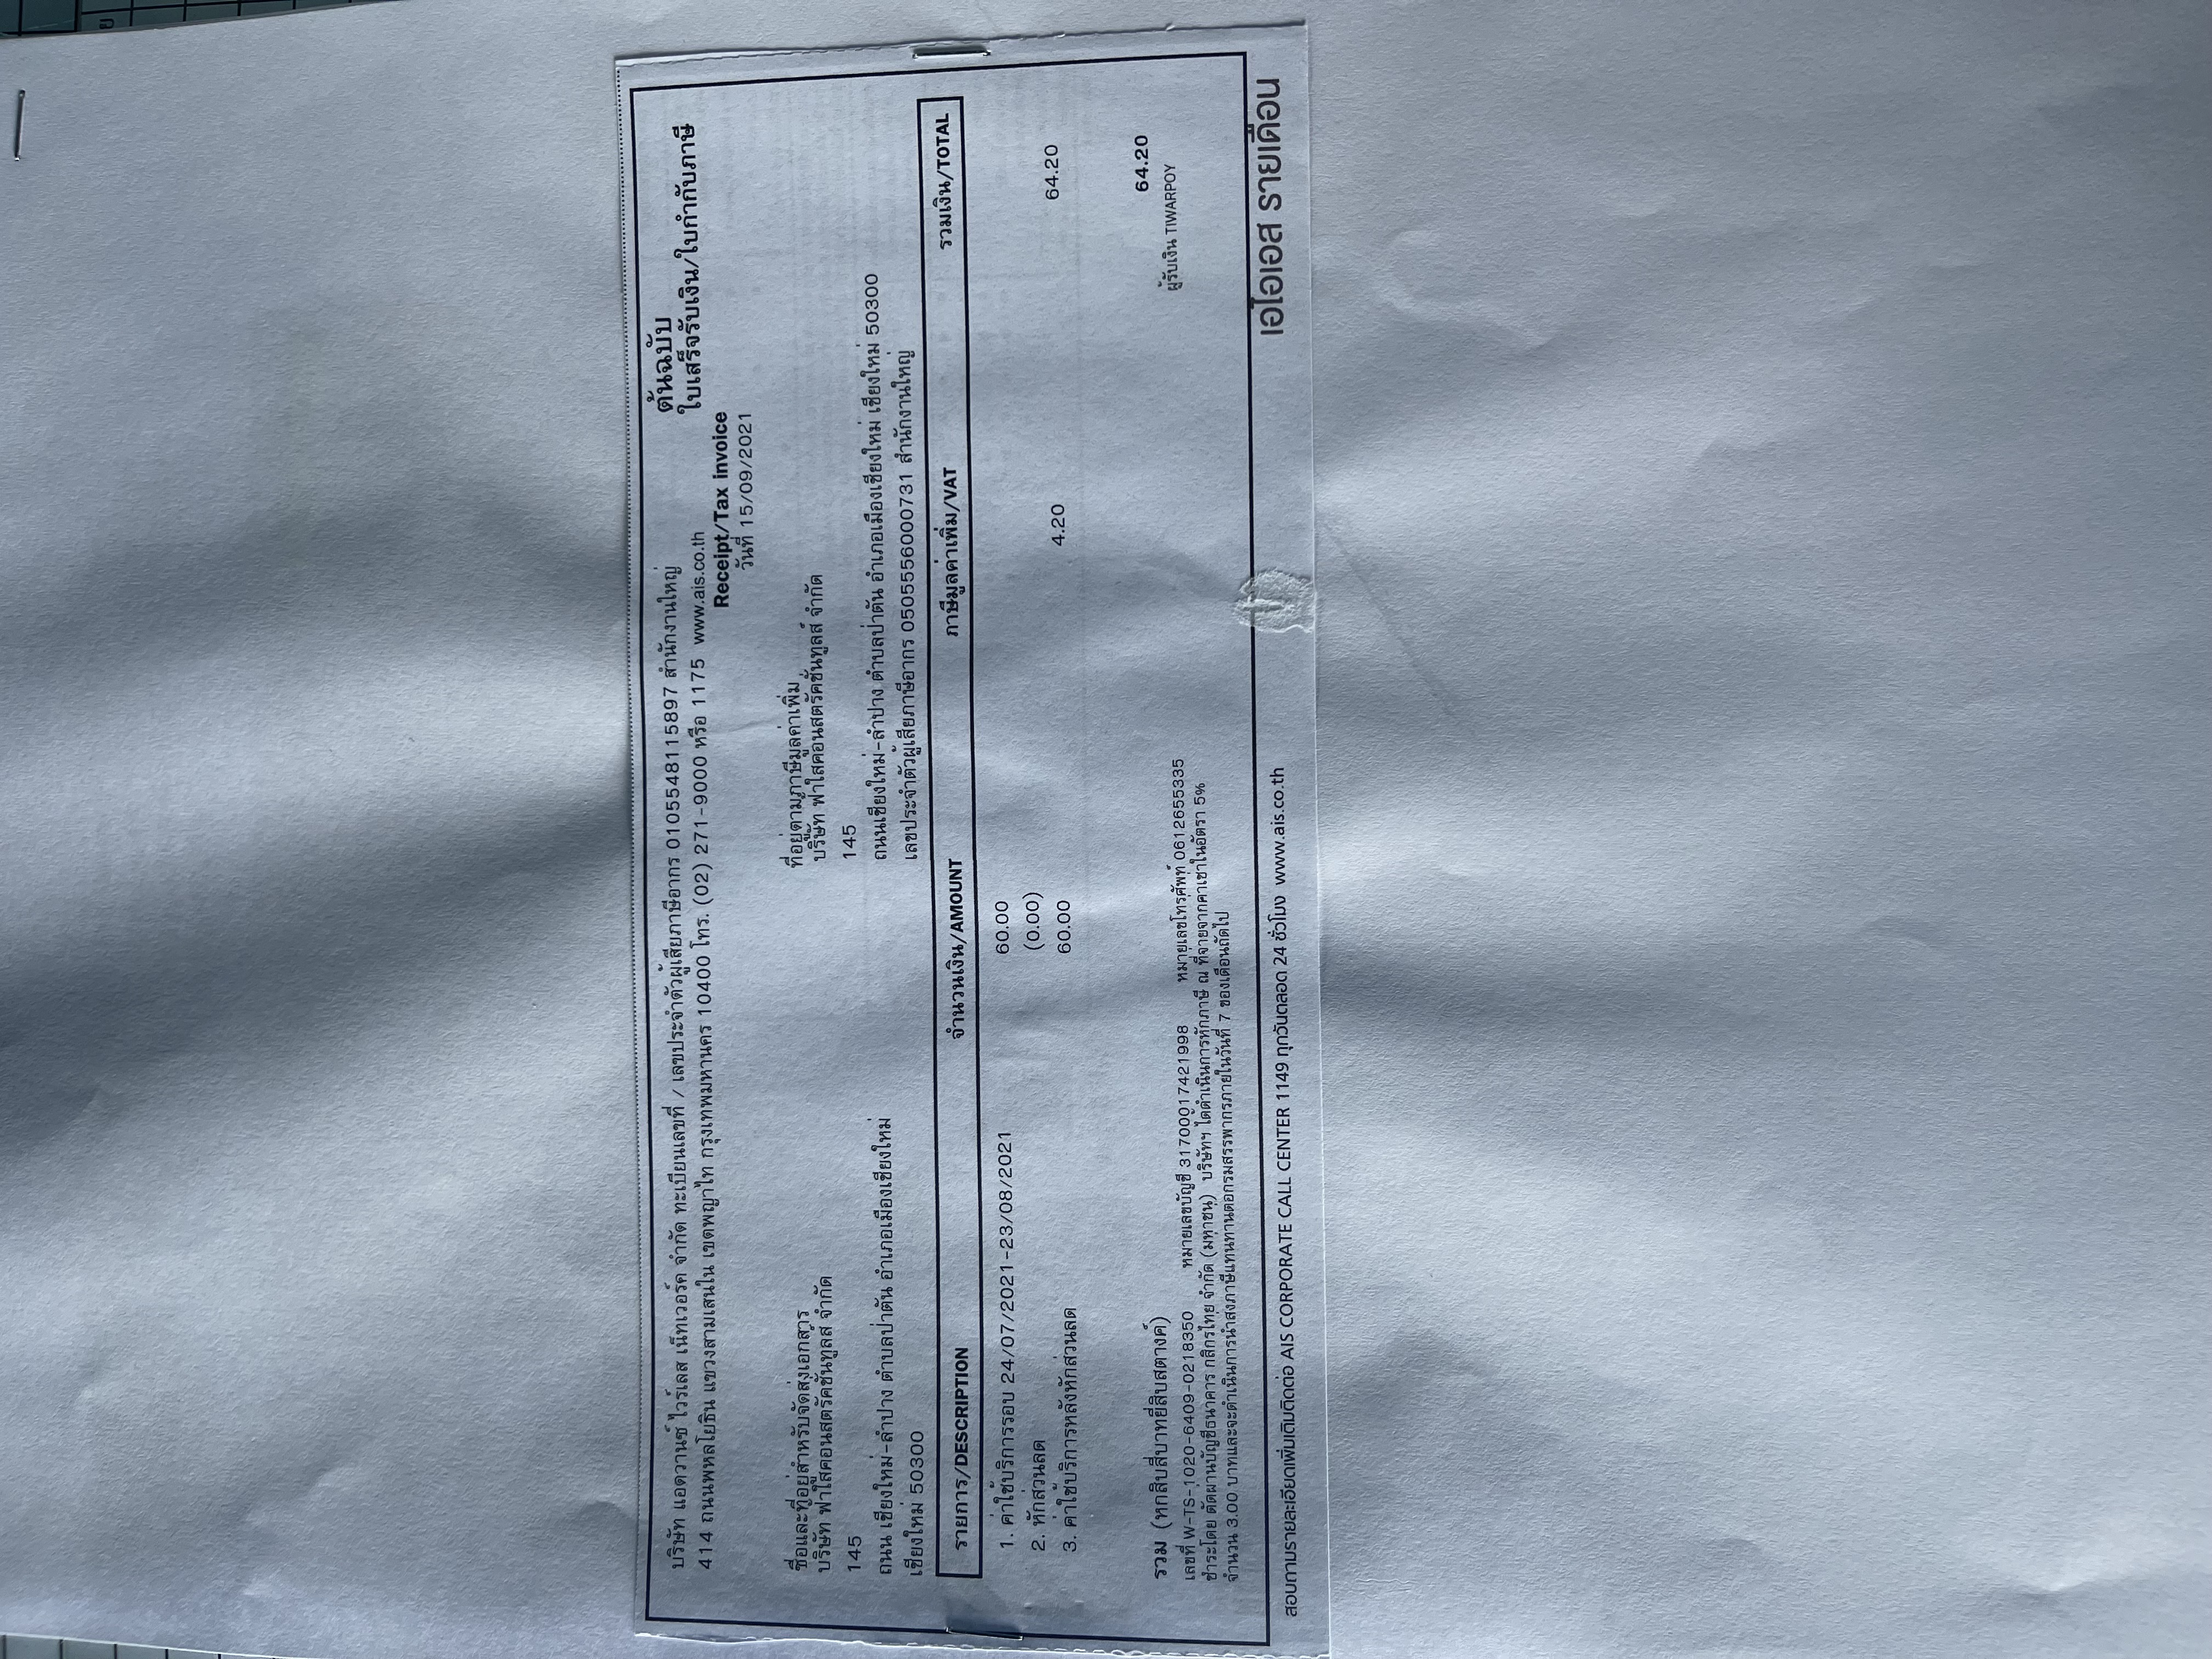 บริษัท แอดวานซ์ ไวร์เลส เน็ทเวอร์ค จำกัด ทะเบียนเลขที่ / เลขประจำตัวผู้เสียภาษีอากร 0105548115897 สำนักงานใหญ่
414 ถนนพหลโยธิน แขวงสามเสนใน เขตพญาไท กรุงเทพมหานคร 10400 โทร. (02) 271-9000 หรือ 1175 www.ais.co.th
ต้นฉบับ
ใบเสร็จรับเงิน/ใบกำกับภาษี
Receipt/Tax invoice
วันที่ 15/09/2021
ชื่อและที่อยู่สำหรับจัดส่งเอกสาร
บริษัท ฟ้าใสคอนสตรัคชั่นทูลส์ จำกัด
145
ถนน เชียงใหม่-ลำปาง ตำบลป่าตัน อำเภอเมืองเชียงใหม่
เชียงใหม่ 50300
ที่อยู่ตามภาษีมูลค่าเพิ่ม
บริษัท ฟ้าใสคอนสตรัคชั่นทูลส์ จำกัด
145
ถนนเชียงใหม่-ลำปาง ตำบลป่าตัน อำเภอเมืองเชียงใหม่ เชียงใหม่ 50300
เลขประจำตัวผู้เสียภาษีอากร 0505556000731 สำนักงานใหญ่
รายการ/DESCRIPTION จำนวนเงิน/AMOUNT ภาษีมูลค่าเพิ่ม/VAT รวมเงิน/TOTAL
1. ค่าใช้บริการรอบ 24/07/2021-23/08/2021 60.00
2. หักส่วนลด (0.00)
3. ค่าใช้บริการหลังหักส่วนลด 60.00 4.20 64.20
รวม (หกสิบสี่บาทยี่สิบสตางค์) 64.20
เลขที่ W-TS-1020-6409-0218350 หมายเลขบัญชี 31700017421998 หมายเลขโทรศัพท์ 0612655335 ผู้รับเงิน TIWARPOY
ชำระโดย ตัดผ่านบัญชีธนาคาร กสิกรไทย จำกัด (มหาชน) บริษัทฯ ได้ดำเนินการหักภาษี ณ ที่จ่ายจากค่าเช่าในอัตรา 5%
จำนวน 3.00 บาทและจะดำเนินการนำส่งภาษีแทนท่านต่อกรมสรรพากรภายในวันที่ 7 ของเดือนถัดไป
สอบถามรายละเอียดเพิ่มเติมติดต่อ AIS CORPORATE CALL CENTER 1149 ทุกวันตลอด 24 ชั่วโมง www.ais.co.th
เอไอเอส รายเดือน